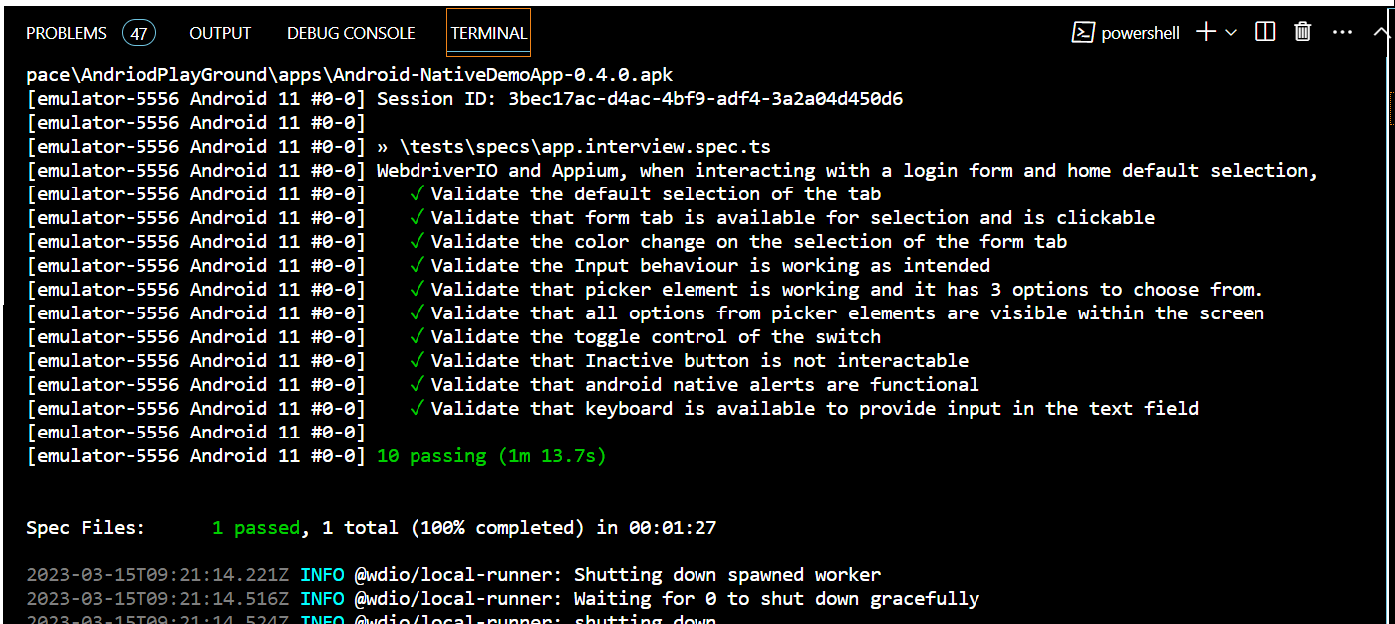 PROBLEMS 47 OUTPUT DEBUG CONSOLE TERMINAL powershell
pace\AndriodPlayGround\apps\Android-NativeDemoApp-0.4.0.apk
[emulator-5556 Android 11 #0-0] Session ID: 3bec17ac-d4ac-4bf9-adf4-3a2a04d450d6
[emulator-5556 Android 11 #0-0]
[emulator-5556 Android 11 #0-0] » \tests\specs\app.interview.spec.ts
[emulator-5556 Android 11 #0-0] WebdriverIO and Appium, when interacting with a login form and home default selection,
[emulator-5556 Android 11 #0-0] ✓ Validate the default selection of the tab
[emulator-5556 Android 11 #0-0] ✓ Validate that form tab is available for selection and is clickable
[emulator-5556 Android 11 #0-0] ✓ Validate the color change on the selection of the form tab
[emulator-5556 Android 11 #0-0] ✓ Validate the Input behaviour is working as intended
[emulator-5556 Android 11 #0-0] ✓ Validate that picker element is working and it has 3 options to choose from.
[emulator-5556 Android 11 #0-0] ✓ Validate that all options from picker elements are visible within the screen
[emulator-5556 Android 11 #0-0] ✓ Validate the toggle control of the switch
[emulator-5556 Android 11 #0-0] ✓ Validate that Inactive button is not interactable
[emulator-5556 Android 11 #0-0] ✓ Validate that android native alerts are functional
[emulator-5556 Android 11 #0-0] ✓ Validate that keyboard is available to provide input in the text field
[emulator-5556 Android 11 #0-0]
[emulator-5556 Android 11 #0-0] 10 passing (1m 13.7s)
Spec Files: 1 passed, 1 total (100% completed) in 00:01:27
2023-03-15T09:21:14.221Z INFO @wdio/local-runner: Shutting down spawned worker
2023-03-15T09:21:14.516Z INFO @wdio/local-runner: Waiting for 0 to shut down gracefully
2023-03-15T09:21:14.524Z INFO @wdio/local-runner: shutting down